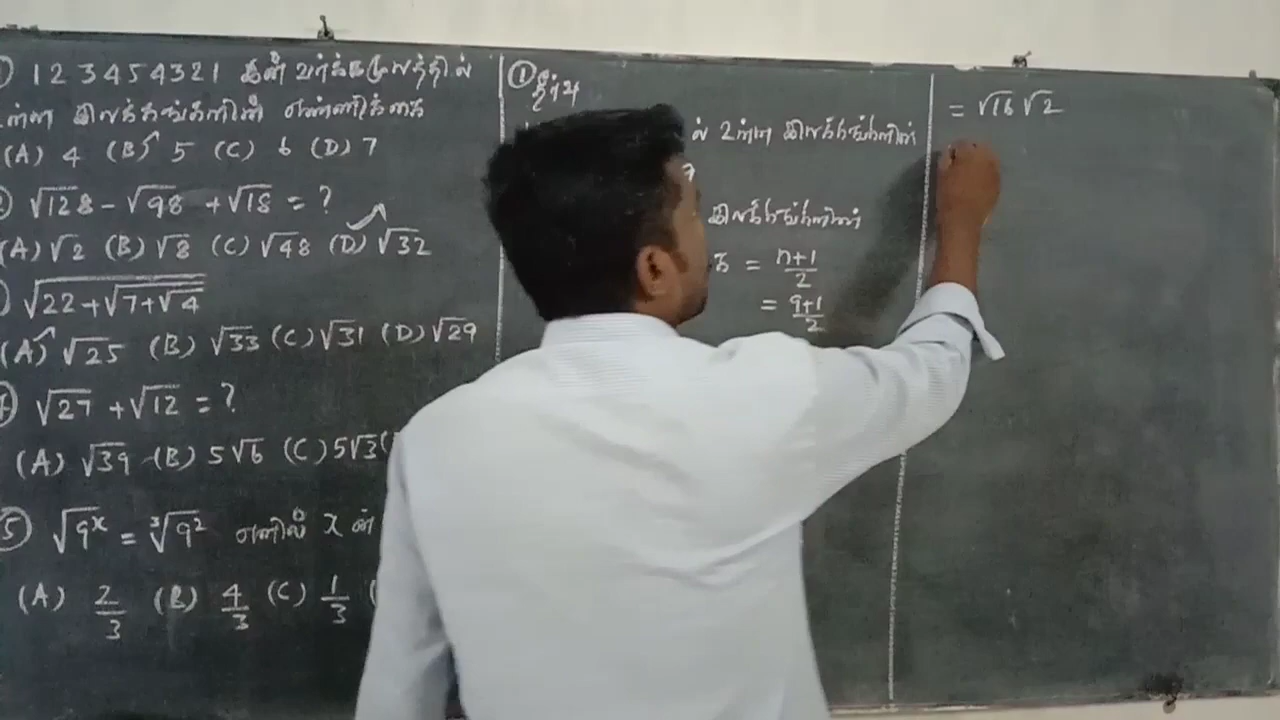 ① 123454321 இன் வர்க்கமூலத்தில்
உள்ள இலக்கங்களின் எண்ணிக்கை
(A) 4 (B) 5 (C) 6 (D) 7
② √128 - √98 + √18 = ?
(A) √2 (B) √8 (C) √48 (D) √32
√22+√7+√4
(A) √25 (B) √33 (C) √31 (D) √29
√27 + √12 = ?
(A) √39 (B) 5√6 (C) 5√3 (
⑤ √9ˣ = ³√9² எனில் x ன்
(A) 2/3 (B) 4/3 (C) 1/3 (
① தீர்வு
ல் உள்ள இலக்கங்களின்
இலக்கங்களின்
= n+1/2
= 9+1/2
= √16 √2